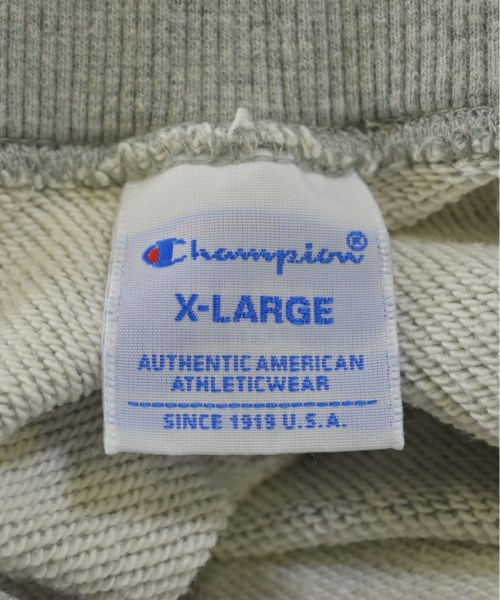 Champion®
X-LARGE
AUTHENTIC AMERICAN
ATHLETICWEAR
SINCE 1919 U.S.A.